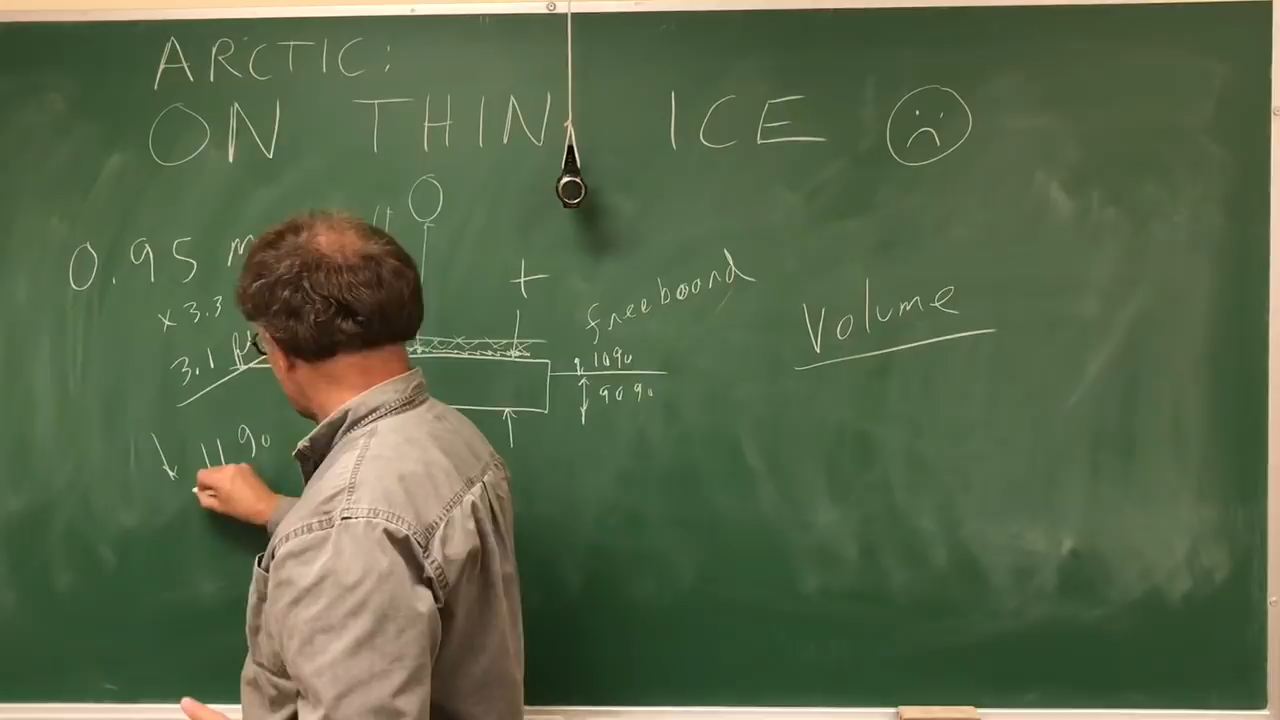 ARCTIC:
ON THIN ICE
0.95 m
x 3.3
3.1
+
freeboard
10%
90%
Volume
↓ 11%